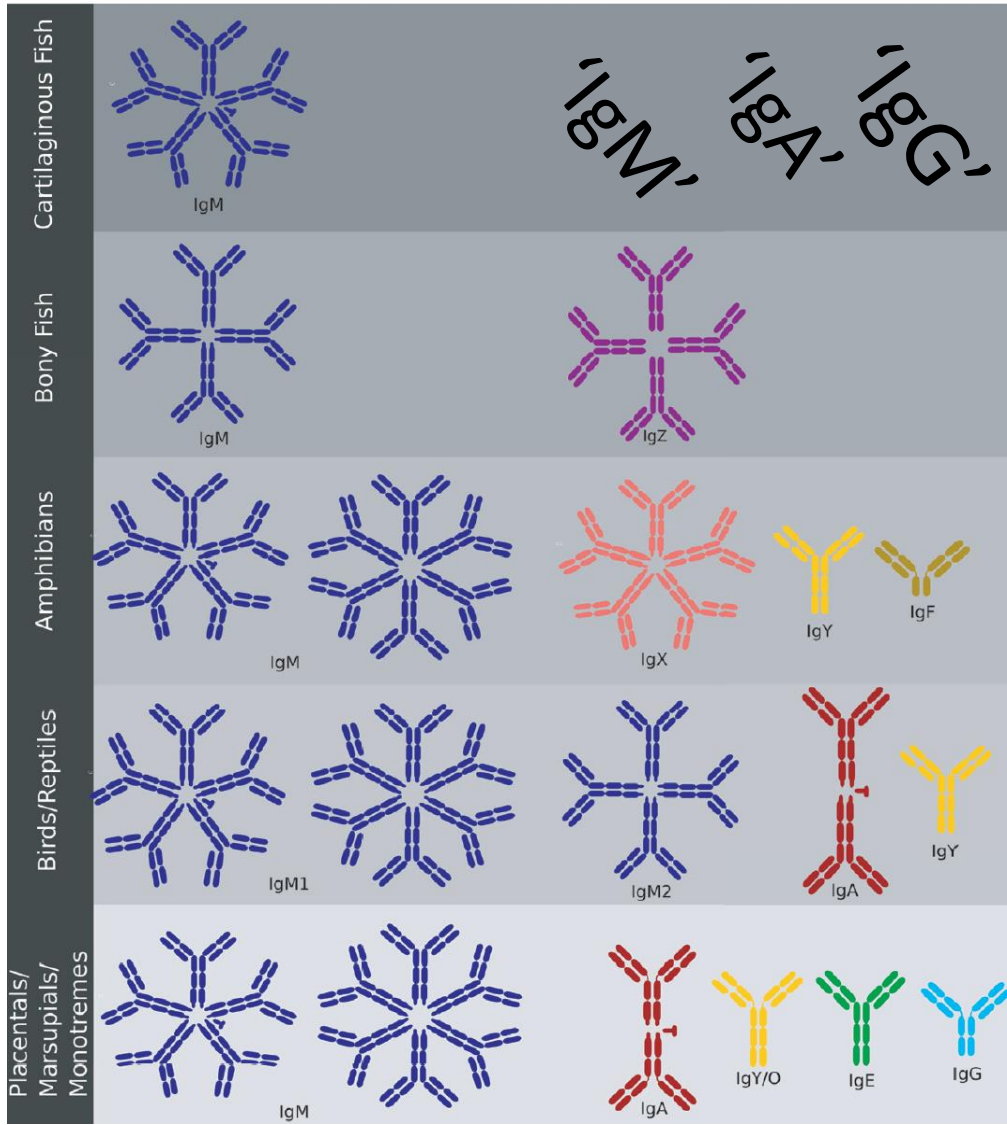 Cartilaginous Fish
‘IgM’
‘IgA’
‘IgG’
IgM
Bony Fish
IgM
IgZ
Amphibians
IgM
IgX
IgY
IgF
Birds/Reptiles
IgM1
IgM2
IgA
IgY
Placentals/
Marsupials/
Monotremes
IgM
IgA
IgY/O
IgE
IgG